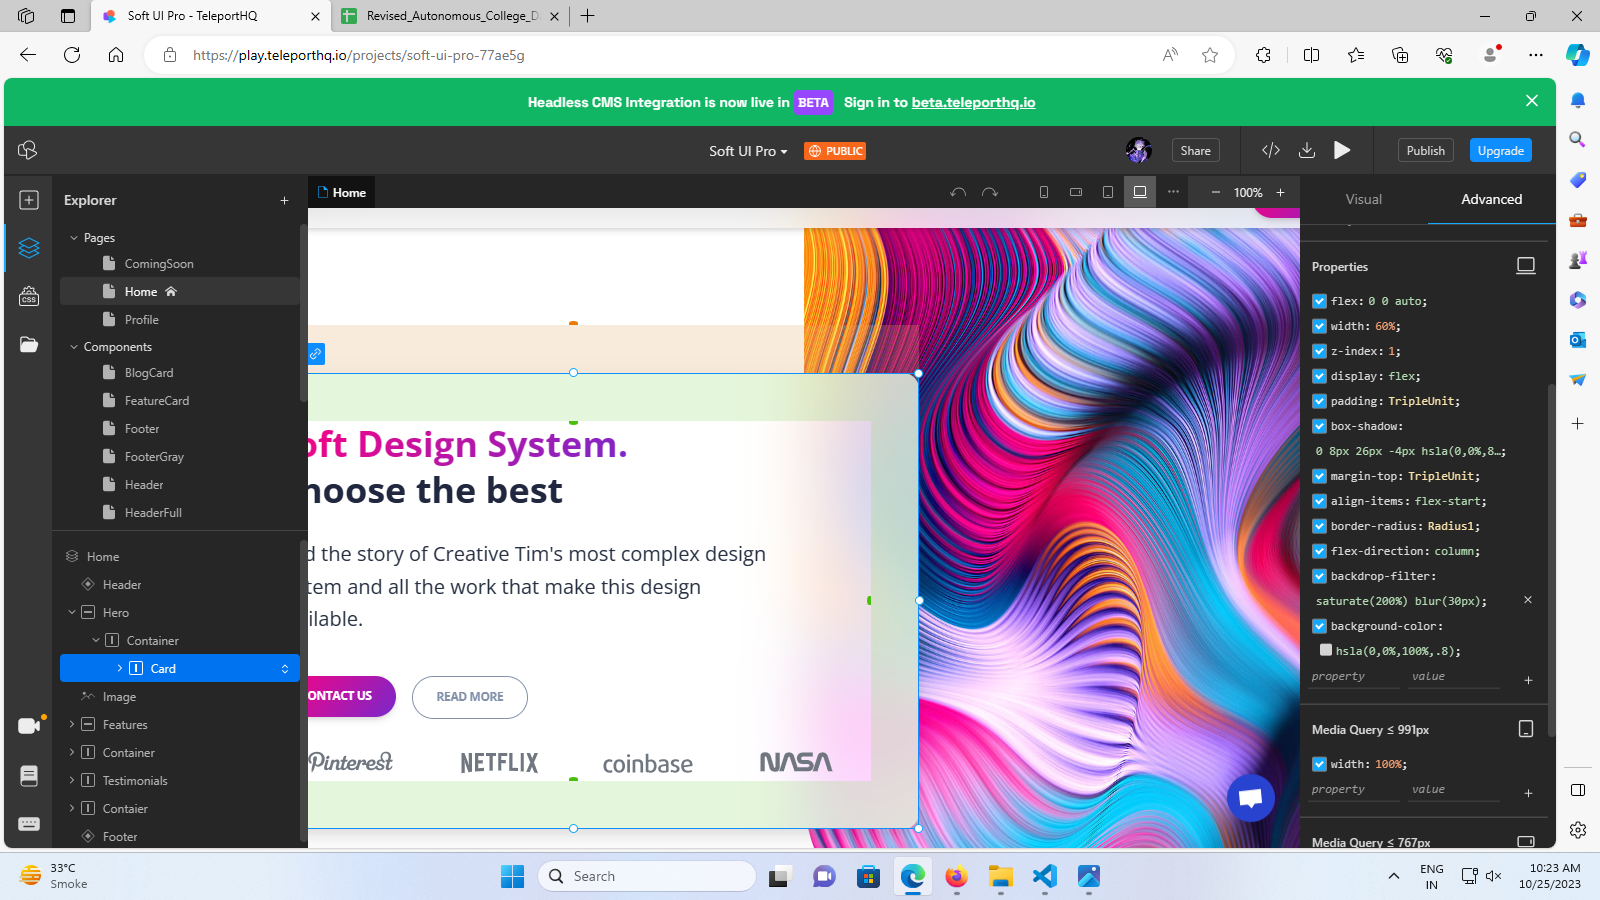 Soft UI Pro - TeleportHQ
Revised_Autonomous_College_D
https://play.teleporthq.io/projects/soft-ui-pro-77ae5g
Headless CMS Integration is now live in BETA Sign in to beta.teleporthq.io
Soft UI Pro
PUBLIC
Share
Publish
Upgrade
Explorer
Home
100%
Visual
Advanced
Pages
ComingSoon
Home
Profile
Components
BlogCard
FeatureCard
Footer
FooterGray
Header
HeaderFull
CSS
Home
Header
Hero
Container
Card
Image
Features
Container
Testimonials
Contaier
Footer
oft Design System.
hoose the best
d the story of Creative Tim's most complex design
tem and all the work that make this design
ilable.
ONTACT US
READ MORE
Pinterest
NETFLIX
coinbase
NASA
Properties
flex: 0 0 auto;
width: 60%;
z-index: 1;
display: flex;
padding: TripleUnit;
box-shadow:
0 8px 26px -4px hsla(0,0%,8…;
margin-top: TripleUnit;
align-items: flex-start;
border-radius: Radius1;
flex-direction: column;
backdrop-filter:
saturate(200%) blur(30px);
background-color:
hsla(0,0%,100%,.8);
property value
Media Query ≤ 991px
width: 100%;
property value
Media Query ≤ 767px
33°C
Smoke
Search
ENG
IN
10:23 AM
10/25/2023